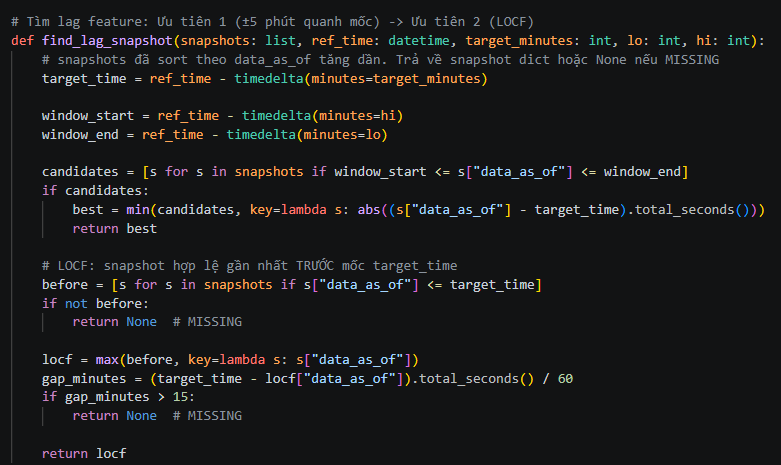 # Tìm lag feature: Ưu tiên 1 (±5 phút quanh mốc) -> Ưu tiên 2 (LOCF)
def find_lag_snapshot(snapshots: list, ref_time: datetime, target_minutes: int, lo: int, hi: int):
    # snapshots đã sort theo data_as_of tăng dần. Trả về snapshot dict hoặc None nếu MISSING
    target_time = ref_time - timedelta(minutes=target_minutes)

    window_start = ref_time - timedelta(minutes=hi)
    window_end = ref_time - timedelta(minutes=lo)

    candidates = [s for s in snapshots if window_start <= s["data_as_of"] <= window_end]
    if candidates:
        best = min(candidates, key=lambda s: abs((s["data_as_of"] - target_time).total_seconds()))
        return best

    # LOCF: snapshot hợp lệ gần nhất TRƯỚC mốc target_time
    before = [s for s in snapshots if s["data_as_of"] <= target_time]
    if not before:
        return None  # MISSING

    locf = max(before, key=lambda s: s["data_as_of"])
    gap_minutes = (target_time - locf["data_as_of"]).total_seconds() / 60
    if gap_minutes > 15:
        return None  # MISSING

    return locf